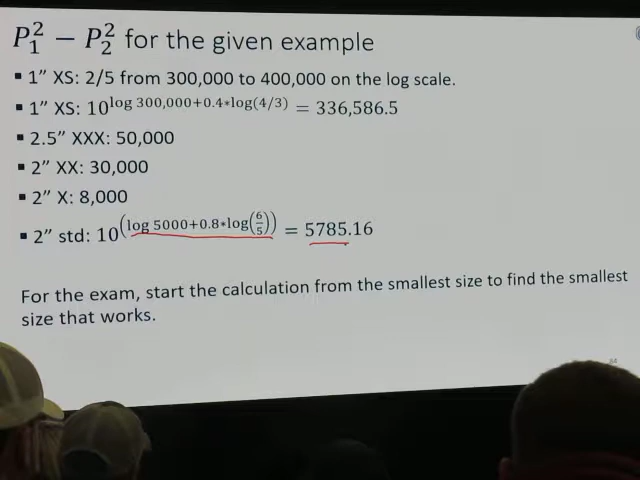 P₁² − P₂² for the given example
▪ 1” XS: 2/5 from 300,000 to 400,000 on the log scale.
▪ 1” XS: 10^(log 300,000+0.4*log(4/3)) = 336,586.5
▪ 2.5” XXX: 50,000
▪ 2” XX: 30,000
▪ 2” X: 8,000
▪ 2” std: 10^(log 5000+0.8*log(6/5)) = 5785.16
For the exam, start the calculation from the smallest size to find the smallest
size that works.